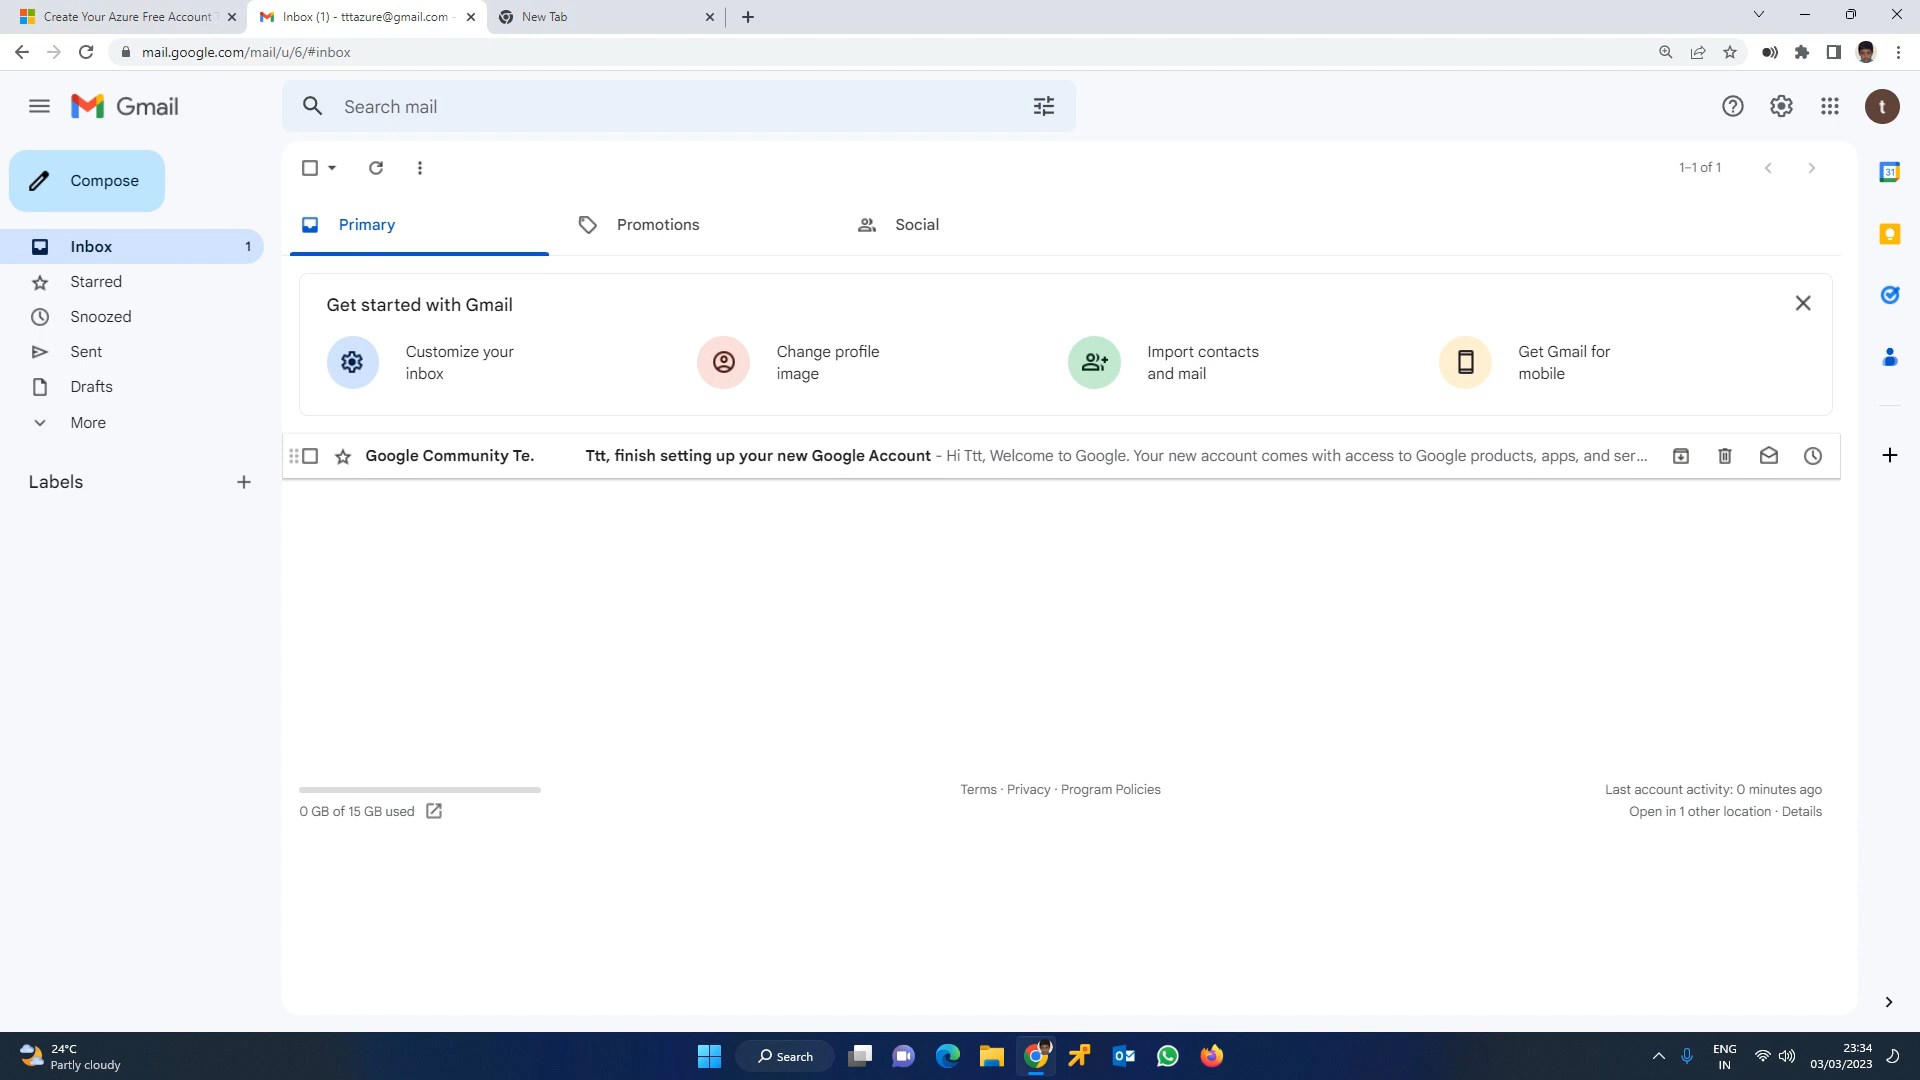 Create Your Azure Free Account T
Inbox (1) - tttazure@gmail.com -
New Tab
mail.google.com/mail/u/6/#inbox
Gmail
Search mail
t
Compose
1–1 of 1
31
Primary
Promotions
Social
Inbox 1
Starred
Snoozed
Sent
Drafts
More
Labels
Get started with Gmail
Customize your
inbox
Change profile
image
Import contacts
and mail
Get Gmail for
mobile
Google Community Te. Ttt, finish setting up your new Google Account - Hi Ttt, Welcome to Google. Your new account comes with access to Google products, apps, and ser...
0 GB of 15 GB used
Terms · Privacy · Program Policies
Last account activity: 0 minutes ago
Open in 1 other location · Details
24°C
Partly cloudy
Search
ENG
IN
23:34
03/03/2023